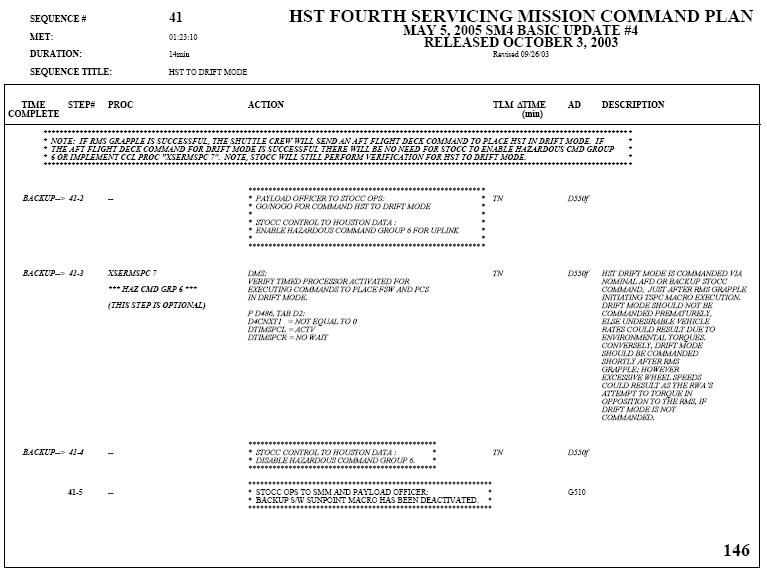 SEQUENCE # 41
HST FOURTH SERVICING MISSION COMMAND PLAN
MET: 01:23:10
MAY 5, 2005 SM4 BASIC UPDATE #4
RELEASED OCTOBER 3, 2003
DURATION: 14min
Revised 09/26/03
SEQUENCE TITLE: HST TO DRIFT MODE
TIME COMPLETE STEP# PROC ACTION TLM ΔTIME (min) AD DESCRIPTION
* NOTE: IF RMS GRAPPLE IS SUCCESSFUL, THE SHUTTLE CREW WILL SEND AN AFT FLIGHT DECK COMMAND TO PLACE HST IN DRIFT MODE. IF *
* THE AFT FLIGHT DECK COMMAND FOR DRIFT MODE IS SUCCESSFUL THERE WILL BE NO NEED FOR STOCC TO ENABLE HAZARDOUS CMD GROUP *
* 6 OR IMPLEMENT CCL PROC "XSERMSPC 7". NOTE, STOCC WILL STILL PERFORM VERIFICATION FOR HST TO DRIFT MODE. *
BACKUP--> 41-2 --
* PAYLOAD OFFICER TO STOCC OPS: *
* GO/NOGO FOR COMMAND HST TO DRIFT MODE *
* *
* STOCC CONTROL TO HOUSTON DATA : *
* ENABLE HAZARDOUS COMMAND GROUP 6 FOR UPLINK *
* *
TN D550f
BACKUP--> 41-3 XSERMSPC 7
*** HAZ CMD GRP 6 ***
(THIS STEP IS OPTIONAL)
DMS:
VERIFY TIMED PROCESSOR ACTIVATED FOR
EXECUTING COMMANDS TO PLACE FSW AND PCS
IN DRIFT MODE.
P D486, TAB D2:
D4CNXT1 = NOT EQUAL TO 0
DTIMSPCL = ACTV
DTIMSPCR = NO WAIT
TN D550f
HST DRIFT MODE IS COMMANDED VIA
NOMINAL AFD OR BACKUP STOCC
COMMAND, JUST AFTER RMS GRAPPLE
INITIATING TSPC MACRO EXECUTION.
DRIFT MODE SHOULD NOT BE
COMMANDED PREMATURELY,
ELSE UNDESIRABLE VEHICLE
RATES COULD RESULT DUE TO
ENVIRONMENTAL TORQUES.
CONVERSELY, DRIFT MODE
SHOULD BE COMMANDED
SHORTLY AFTER RMS
GRAPPLE; HOWEVER
EXCESSIVE WHEEL SPEEDS
COULD RESULT AS THE RWA'S
ATTEMPT TO TORQUE IN
OPPOSITION TO THE RMS, IF
DRIFT MODE IS NOT
COMMANDED.
BACKUP--> 41-4 --
* STOCC CONTROL TO HOUSTON DATA : *
* DISABLE HAZARDOUS COMMAND GROUP 6. *
TN D550f
41-5 --
* STOCC OPS TO SMM AND PAYLOAD OFFICER: *
* BACKUP S/W SUNPOINT MACRO HAS BEEN DEACTIVATED. *
G510
146